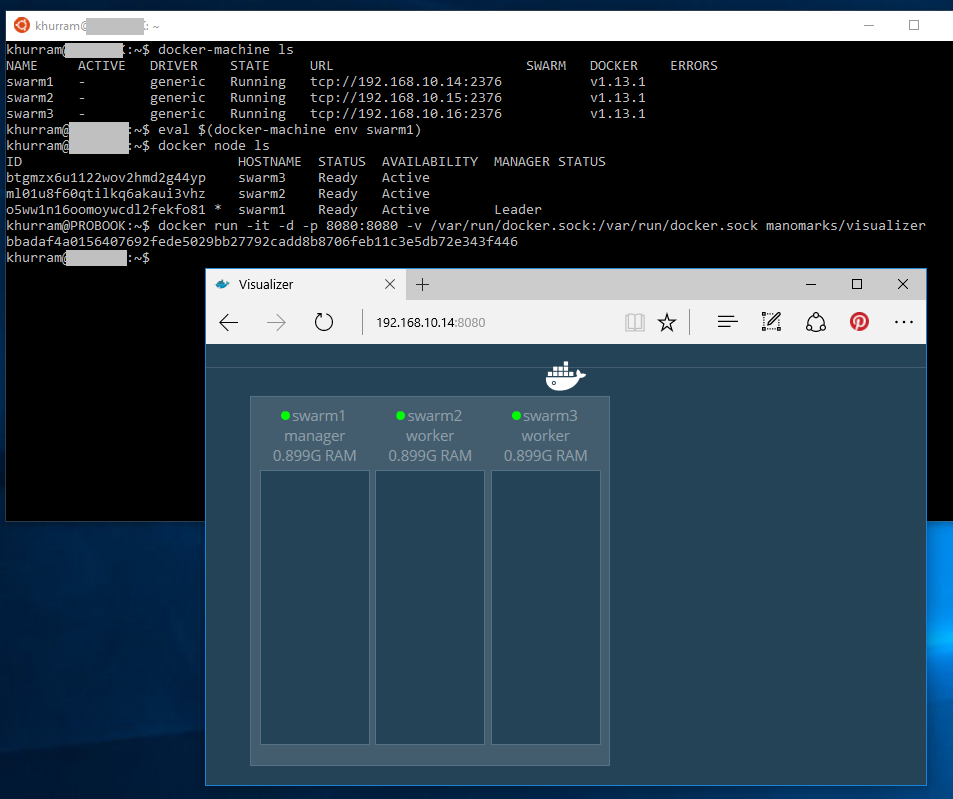 khurram@ : ~
khurram@ :~$ docker-machine ls
NAME ACTIVE DRIVER STATE URL SWARM DOCKER ERRORS
swarm1 - generic Running tcp://192.168.10.14:2376 v1.13.1
swarm2 - generic Running tcp://192.168.10.15:2376 v1.13.1
swarm3 - generic Running tcp://192.168.10.16:2376 v1.13.1
khurram@ :~$ eval $(docker-machine env swarm1)
khurram@ :~$ docker node ls
ID HOSTNAME STATUS AVAILABILITY MANAGER STATUS
btgmzx6u1122wov2hmd2g44yp swarm3 Ready Active
ml01u8f60qtilkq6akaui3vhz swarm2 Ready Active
o5ww1n16oomoywcdl2fekfo81 * swarm1 Ready Active Leader
khurram@PROBOOK:~$ docker run -it -d -p 8080:8080 -v /var/run/docker.sock:/var/run/docker.sock manomarks/visualizer
bbadaf4a0156407692fede5029bb27792cadd8b8706feb11c3e5db72e343f446
khurram@ :~$
Visualizer
192.168.10.14:8080
swarm1 swarm2 swarm3
manager worker worker
0.899G RAM 0.899G RAM 0.899G RAM